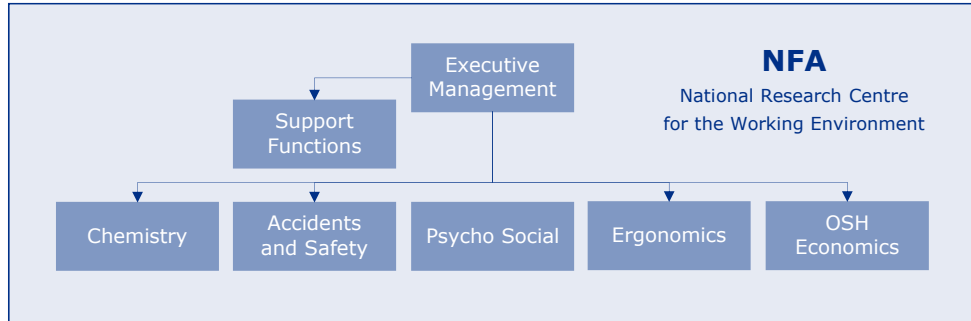 Executive
Management
NFA
National Research Centre
for the Working Environment
Support
Functions
Chemistry
Accidents
and Safety
Psycho Social
Ergonomics
OSH
Economics